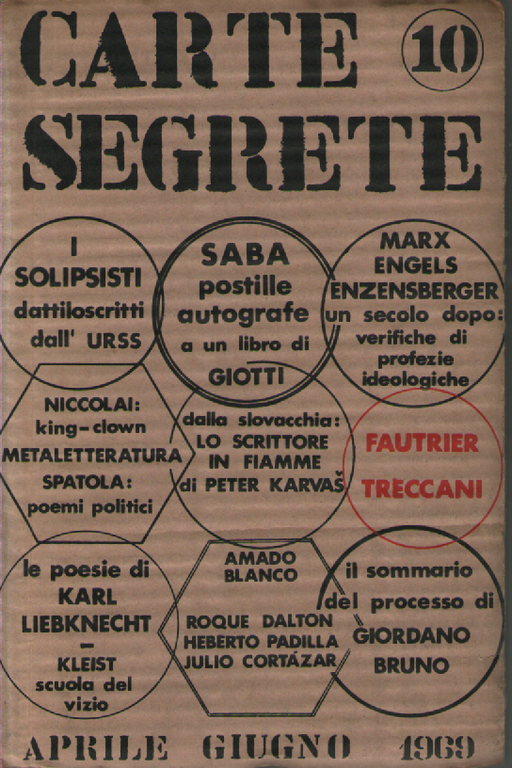 CARTE
10
SEGRETE
I
SOLIPSISTI
dattiloscritti
dall' URSS
SABA
postille
autografe
a un libro di
GIOTTI
MARX
ENGELS
ENZENSBERGER
un secolo dopo:
verifiche di
profezie
ideologiche
NICCOLAI:
king-clown
METALETTERATURA
SPATOLA:
poemi politici
dalla slovacchia:
LO SCRITTORE
IN FIAMME
di PETER KARVAŠ
FAUTRIER
TRECCANI
le poesie di
KARL
LIEBKNECHT
–
KLEIST
scuola del
vizio
AMADO
BLANCO
ROQUE DALTON
HEBERTO PADILLA
JULIO CORTÁZAR
il sommario
del processo di
GIORDANO
BRUNO
APRILE GIUGNO 1969